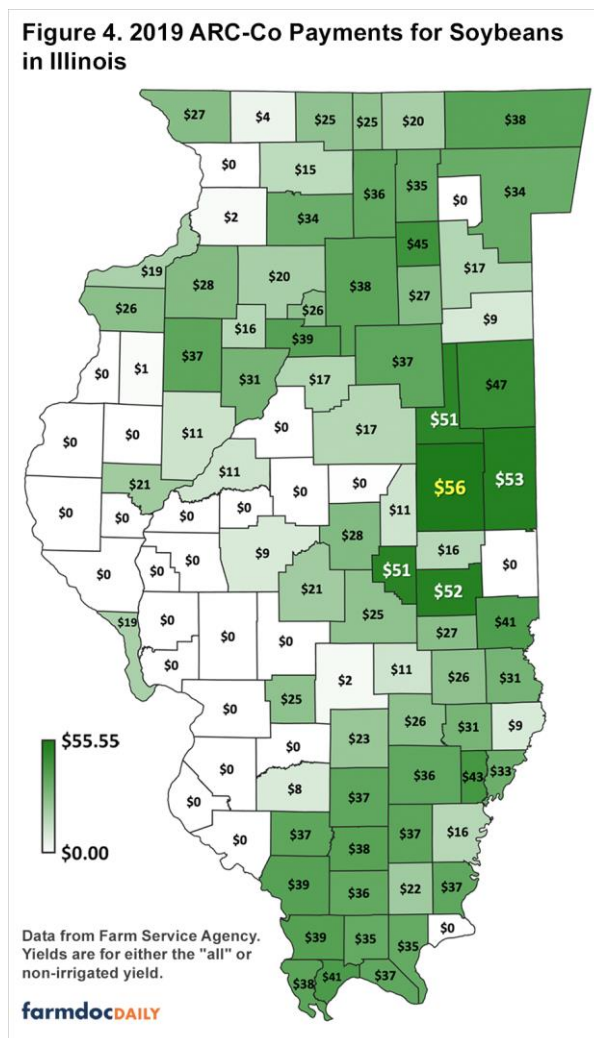 Figure 4. 2019 ARC-Co Payments for Soybeans
in Illinois
$27 $4 $25 $25 $20 $38
$0 $15 $36 $35 $0 $34
$2 $34 $45
$19 $28 $20 $38 $27 $17
$26 $16 $26 $9
$0 $1 $37 $31 $39 $37 $47
$17 $51
$0 $0 $11 $0 $17
$21 $11 $0 $0 $11 $56 $53
$0 $0 $0 $0
$0 $0 $0 $9 $28 $51 $16 $0
$52
$19 $0 $0 $0 $21 $25 $27 $41
$0
$0 $25 $2 $11 $26 $31
$0 $0 $23 $26 $31 $9
$0 $8 $37 $36 $43 $33
$0 $37 $38 $37 $16
$39 $36 $22 $37
$39 $35 $35 $0
$38 $41 $37
$55.55
$0.00
Data from Farm Service Agency.
Yields are for either the "all" or
non-irrigated yield.
farmdocDAILY